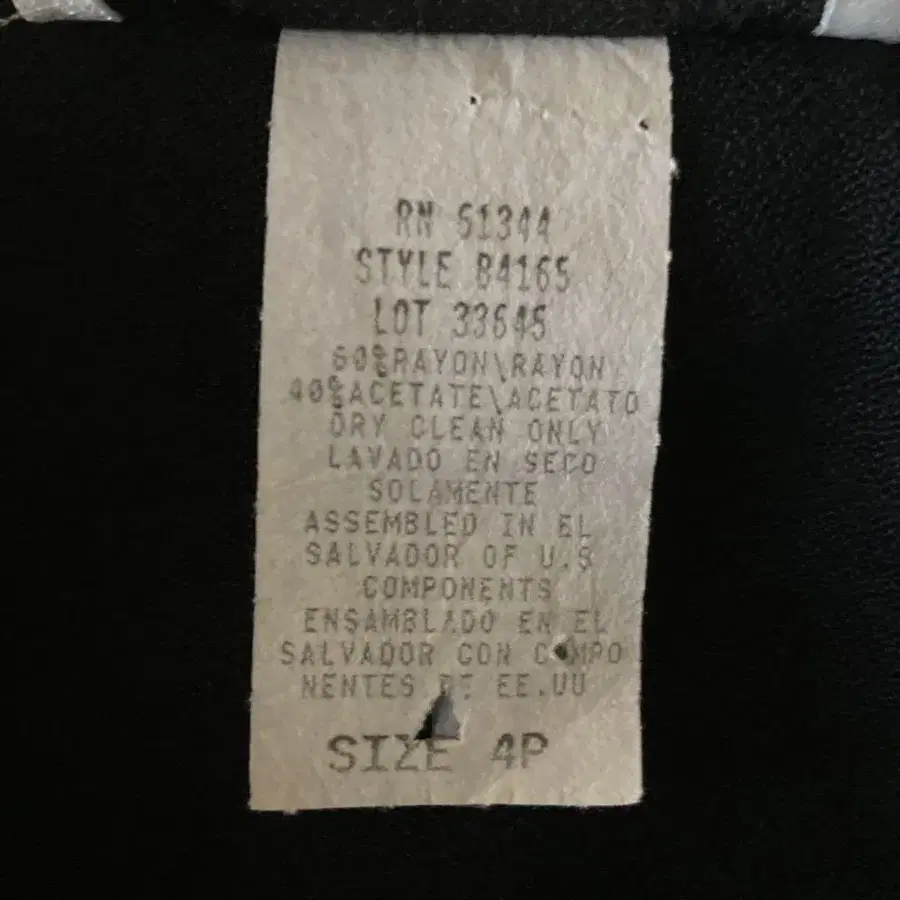 RN 61344
STYLE 84165
LOT 33645
60%RAYON\RAYON
40%ACETATE\ACETATO
DRY CLEAN ONLY
LAVADO EN SECO
SOLAMENTE
ASSEMBLED IN EL
SALVADOR OF U.S
COMPONENTS
ENSAMBLADO EN EL
SALVADOR CON COMPO
NENTES DE EE.UU
SIZE 4P